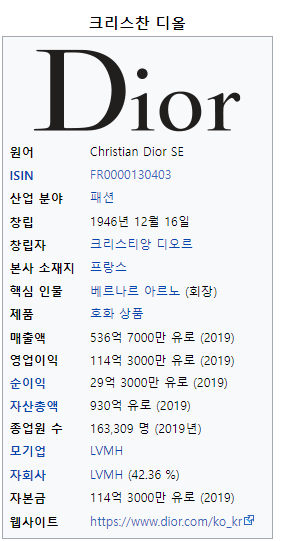 크리스찬 디올
Dior
원어 Christian Dior SE
ISIN FR0000130403
산업 분야 패션
창립 1946년 12월 16일
창립자 크리스티앙 디오르
본사 소재지 프랑스
핵심 인물 베르나르 아르노 (회장)
제품 호화 상품
매출액 536억 7000만 유로 (2019)
영업이익 114억 3000만 유로 (2019)
순이익 29억 3000만 유로 (2019)
자산총액 930억 유로 (2019)
종업원 수 163,309 명 (2019년)
모기업 LVMH
자회사 LVMH (42.36 %)
자본금 114억 3000만 유로 (2019)
웹사이트 https://www.dior.com/ko_kr